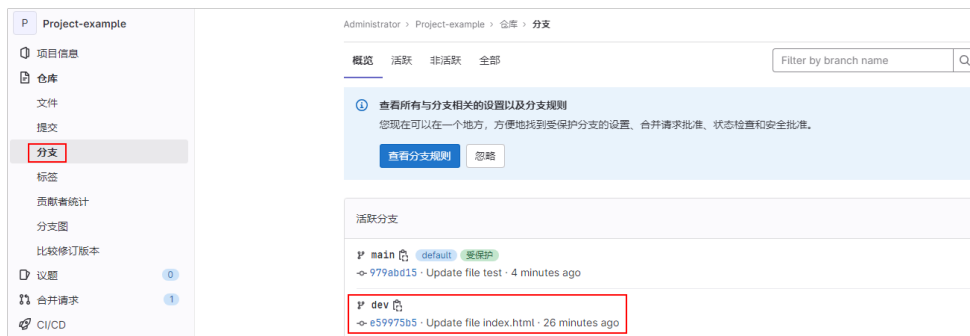 P Project-example
项目信息
仓库
文件
提交
分支
标签
贡献者统计
分支图
比较修订版本
议题 0
合并请求 1
CI/CD
Administrator › Project-example › 仓库 › 分支
概览 活跃 非活跃 全部
Filter by branch name
查看所有与分支相关的设置以及分支规则
您现在可以在一个地方，方便地找到受保护分支的设置、合并请求批准、状态检查和安全批准。
查看分支规则 忽略
活跃分支
main default 受保护
979abd15 · Update file test · 4 minutes ago
dev
e59975b5 · Update file index.html · 26 minutes ago